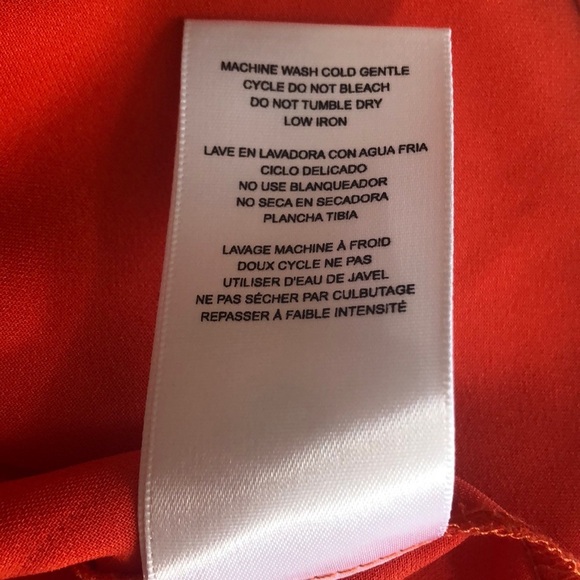 MACHINE WASH COLD GENTLE
CYCLE DO NOT BLEACH
DO NOT TUMBLE DRY
LOW IRON
LAVE EN LAVADORA CON AGUA FRIA
CICLO DELICADO
NO USE BLANQUEADOR
NO SECA EN SECADORA
PLANCHA TIBIA
LAVAGE MACHINE À FROID
DOUX CYCLE NE PAS
UTILISER D'EAU DE JAVEL
NE PAS SÉCHER PAR CULBUTAGE
REPASSER À FAIBLE INTENSITÉ